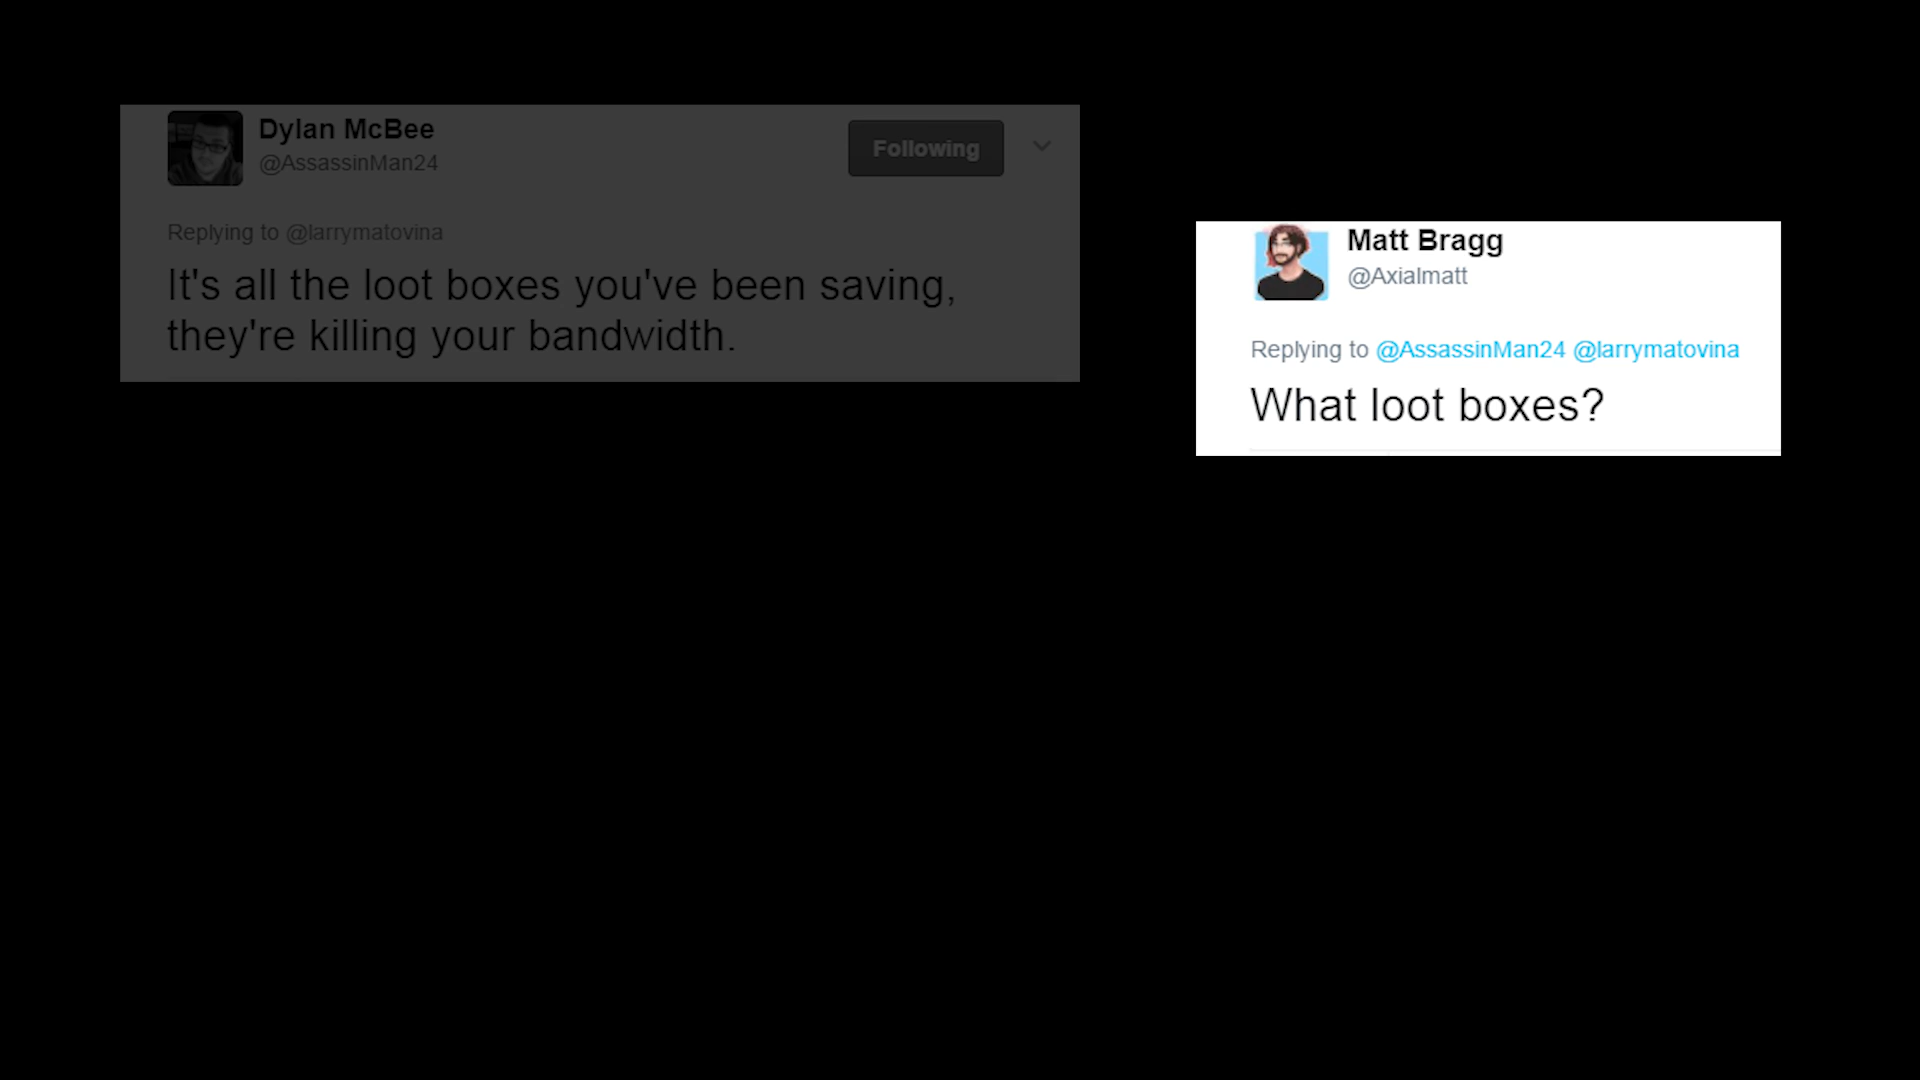 Dylan McBee
@AssassinMan24
Following
Replying to @larrymatovina
It's all the loot boxes you've been saving,
they're killing your bandwidth.
Matt Bragg
@Axialmatt
Replying to @AssassinMan24 @larrymatovina
What loot boxes?